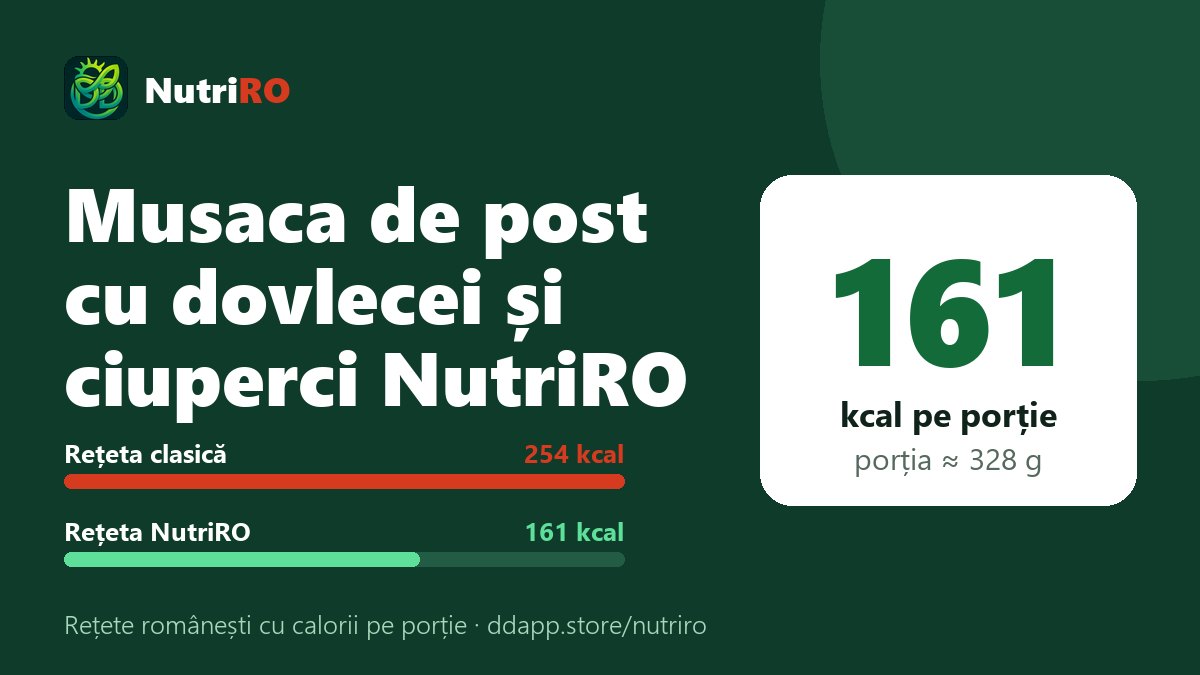 NutriRO
Musaca de post
cu dovlecei și
ciuperci NutriRO
Rețeta clasică 254 kcal
Rețeta NutriRO 161 kcal
161
kcal pe porție
porția ≈ 328 g
Rețete românești cu calorii pe porție · ddapp.store/nutriro